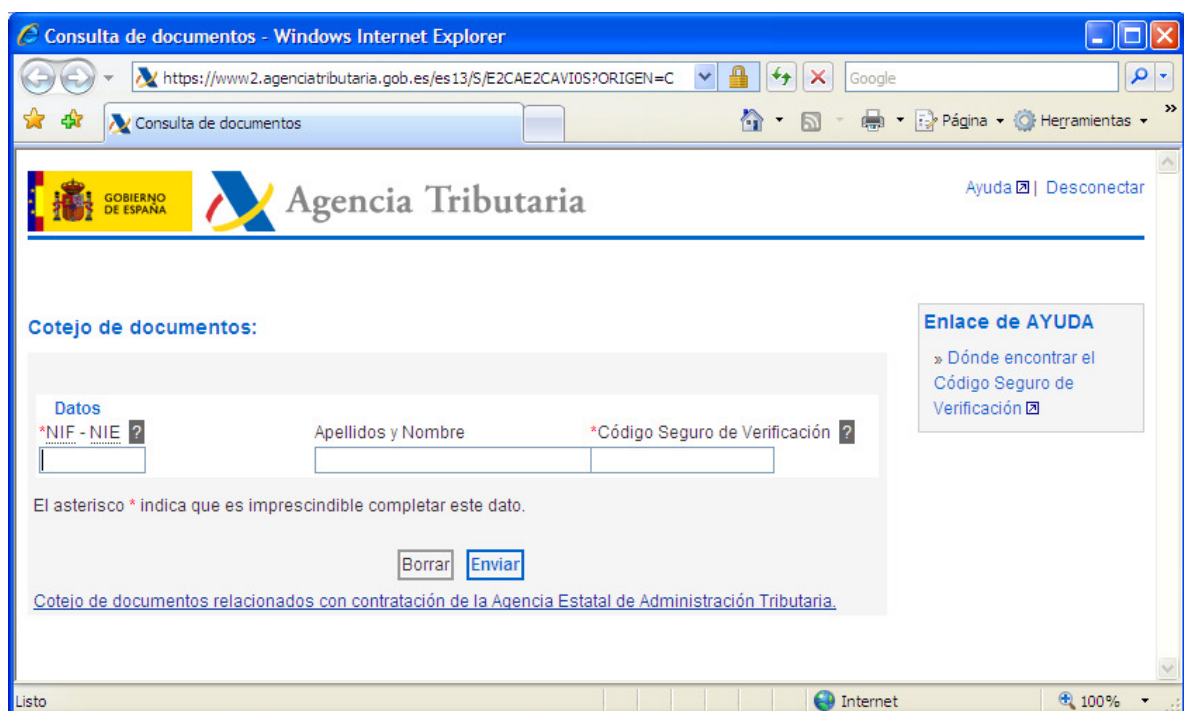 Consulta de documentos - Windows Internet Explorer
https://www2.agenciatributaria.gob.es/es13/S/E2CAE2CAVI0S?ORIGEN=C
Google
Consulta de documentos
Página
Herramientas
»
GOBIERNO
DE ESPAÑA
Agencia Tributaria
Ayuda | Desconectar
Cotejo de documentos:
Datos
*NIF - NIE ?
Apellidos y Nombre
*Código Seguro de Verificación ?
El asterisco * indica que es imprescindible completar este dato.
Borrar
Enviar
Cotejo de documentos relacionados con contratación de la Agencia Estatal de Administración Tributaria.
Enlace de AYUDA
» Dónde encontrar el
Código Seguro de
Verificación
Listo
Internet
100%